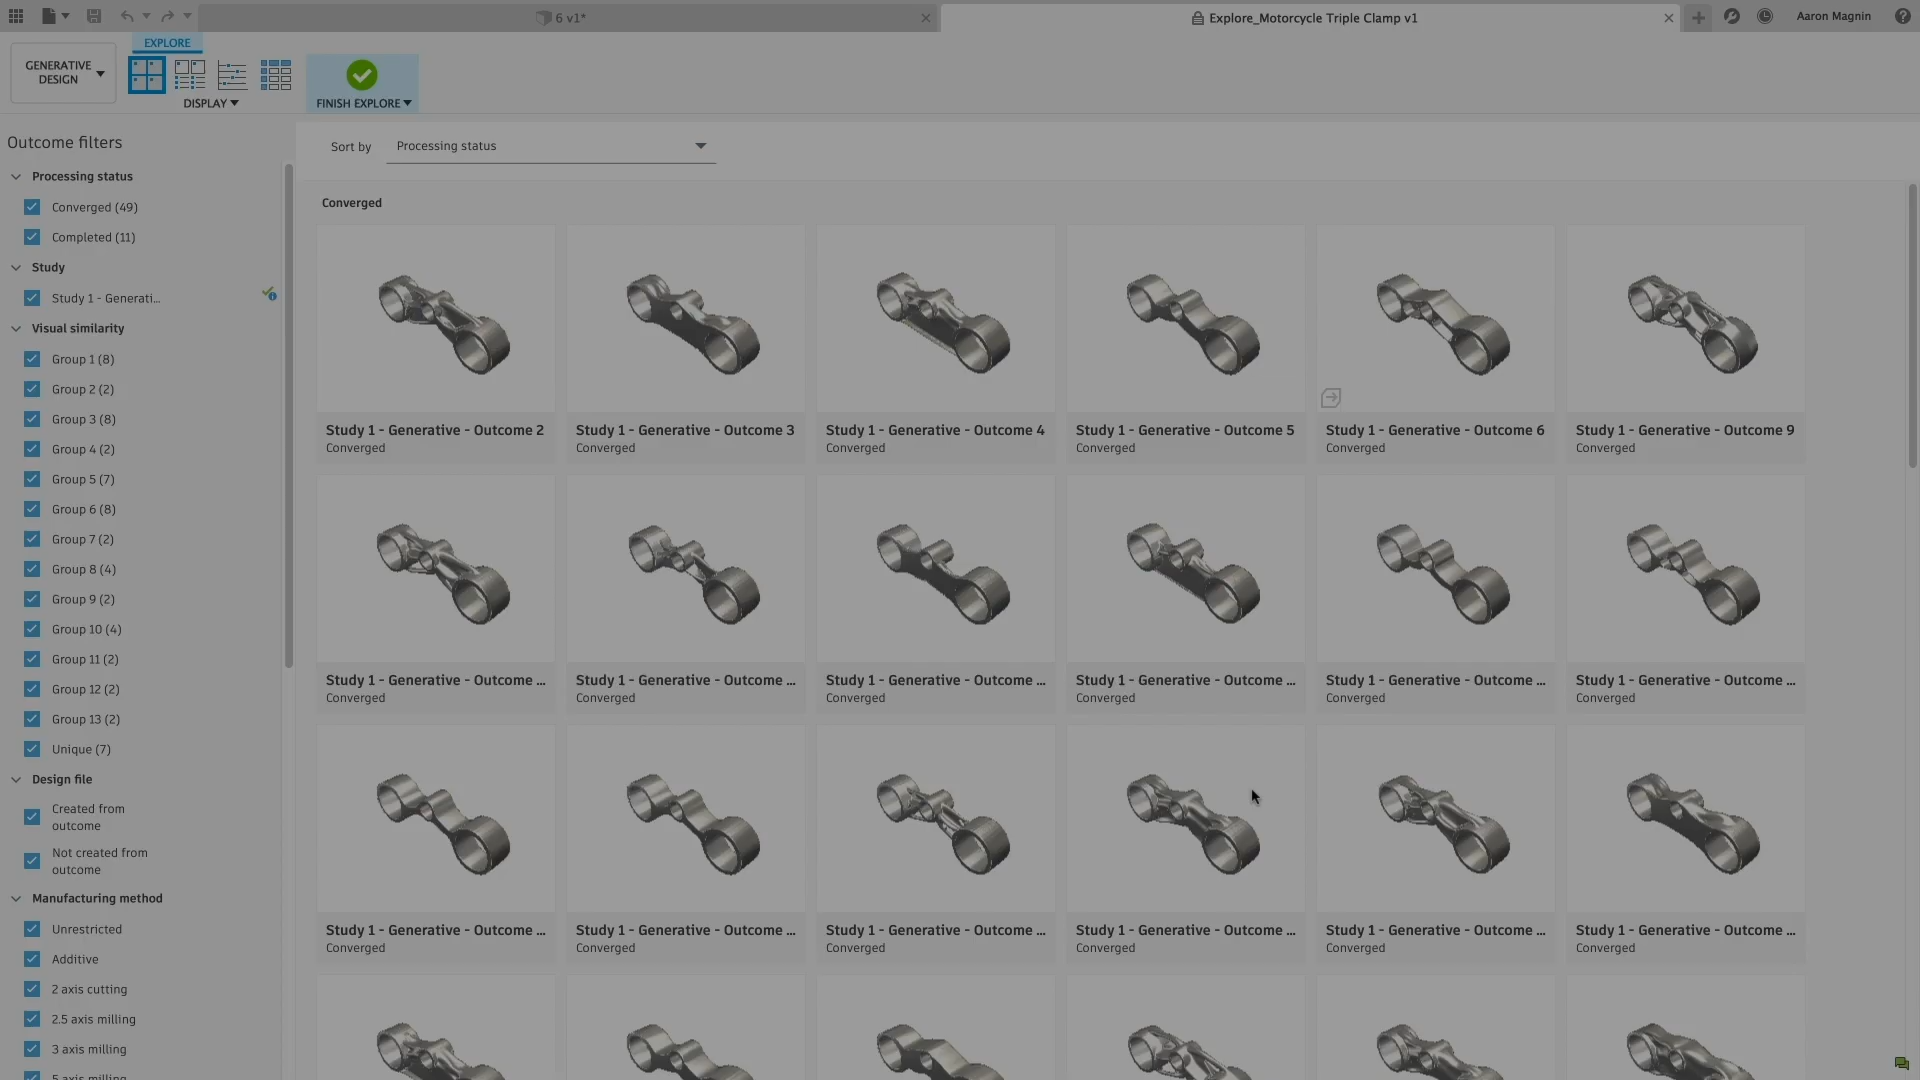 6 v1*
Explore_Motorcycle Triple Clamp v1
Aaron Magnin
EXPLORE
GENERATIVE
DESIGN
DISPLAY
FINISH EXPLORE
Outcome filters
Processing status
Converged (49)
Completed (11)
Study
Study 1 - Generati...
Visual similarity
Group 1 (8)
Group 2 (2)
Group 3 (8)
Group 4 (2)
Group 5 (7)
Group 6 (8)
Group 7 (2)
Group 8 (4)
Group 9 (2)
Group 10 (4)
Group 11 (2)
Group 12 (2)
Group 13 (2)
Unique (7)
Design file
Created from
outcome
Not created from
outcome
Manufacturing method
Unrestricted
Additive
2 axis cutting
2.5 axis milling
3 axis milling
5 axis milling
Sort by Processing status
Converged
Study 1 - Generative - Outcome 2
Converged
Study 1 - Generative - Outcome 3
Converged
Study 1 - Generative - Outcome 4
Converged
Study 1 - Generative - Outcome 5
Converged
Study 1 - Generative - Outcome 6
Converged
Study 1 - Generative - Outcome 9
Converged
Study 1 - Generative - Outcome ...
Converged
Study 1 - Generative - Outcome ...
Converged
Study 1 - Generative - Outcome ...
Converged
Study 1 - Generative - Outcome ...
Converged
Study 1 - Generative - Outcome ...
Converged
Study 1 - Generative - Outcome ...
Converged
Study 1 - Generative - Outcome ...
Converged
Study 1 - Generative - Outcome ...
Converged
Study 1 - Generative - Outcome ...
Converged
Study 1 - Generative - Outcome ...
Converged
Study 1 - Generative - Outcome ...
Converged
Study 1 - Generative - Outcome ...
Converged